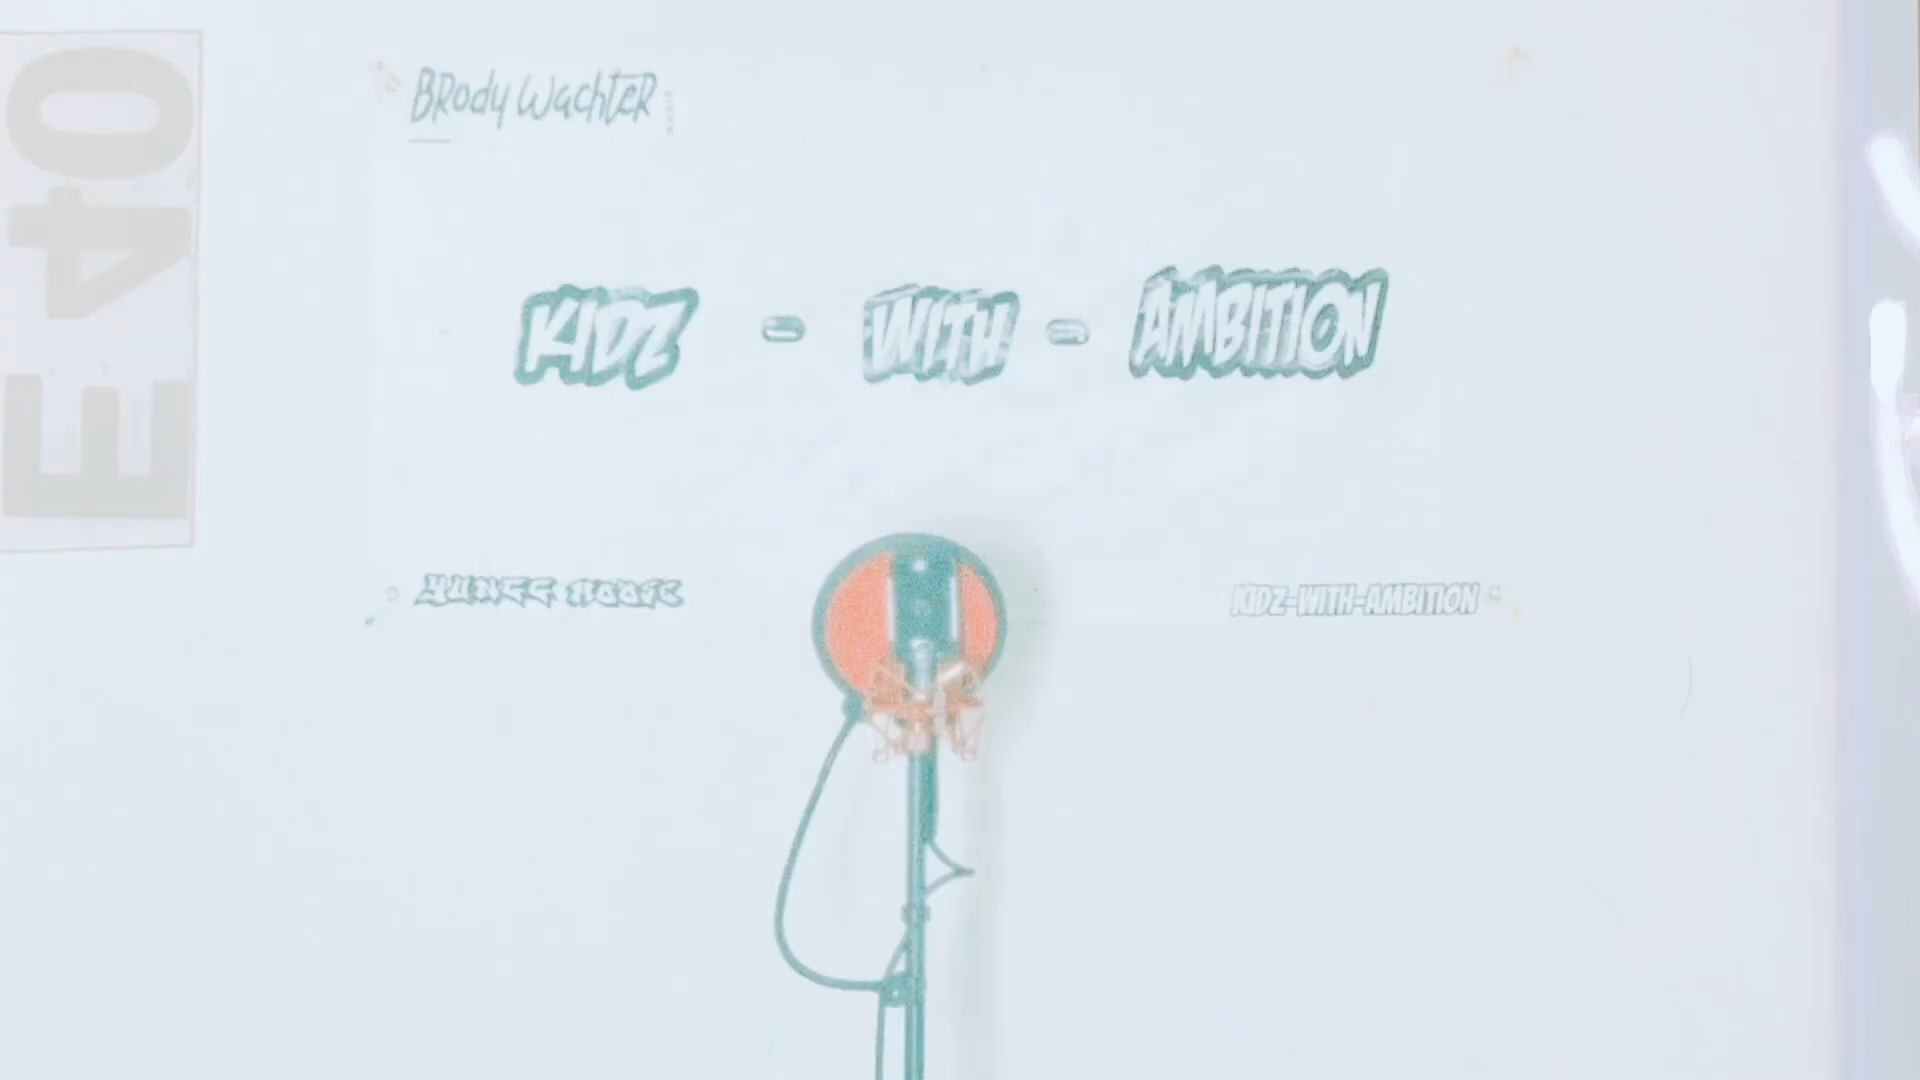 E40
BRody WachteR
KIDZ - WITH - AMBITION
KIDZ-WITH-AMBITION